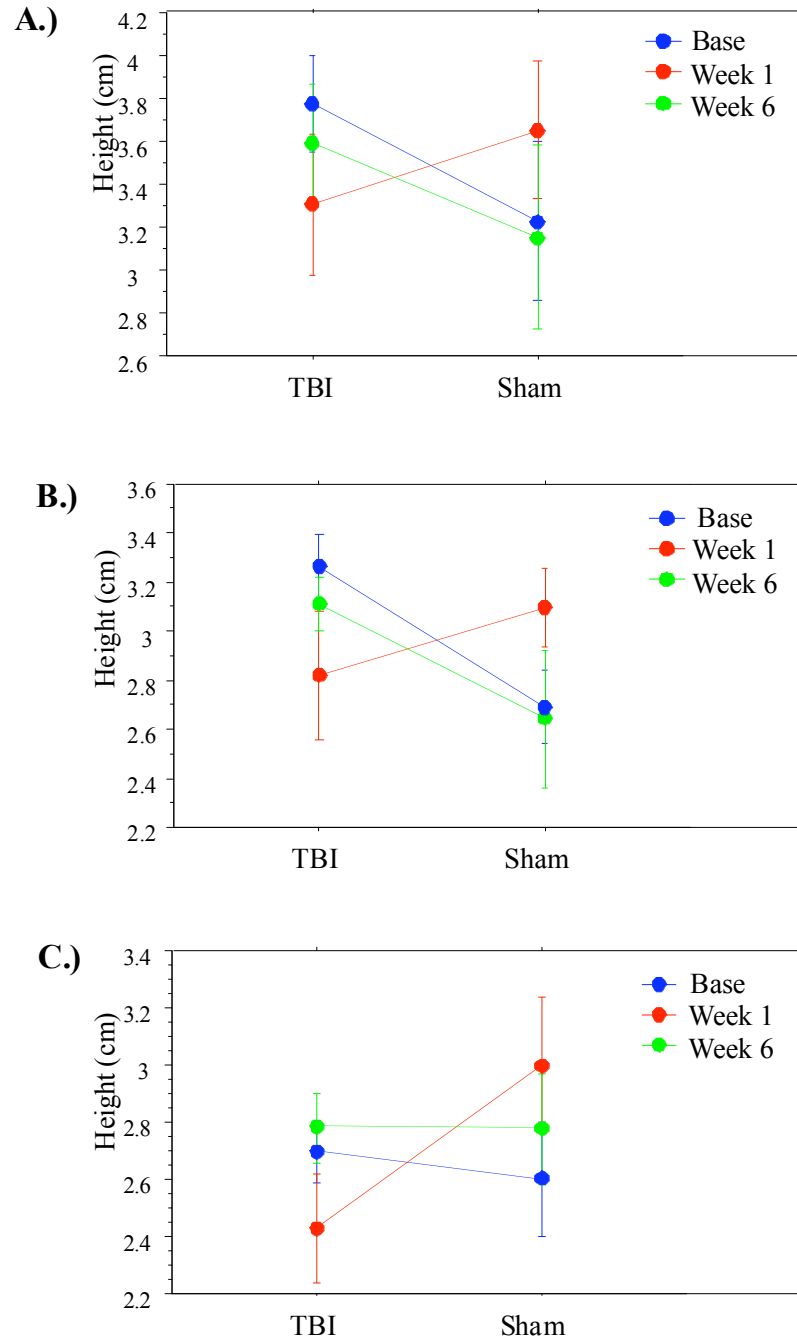 A.)
Height (cm)
4.2
4
3.8
3.6
3.4
3.2
3
2.8
2.6
Base
Week 1
Week 6
TBI Sham
B.)
Height (cm)
3.6
3.4
3.2
3
2.8
2.6
2.4
2.2
Base
Week 1
Week 6
TBI Sham
C.)
Height (cm)
3.4
3.2
3.0
2.8
2.6
2.4
2.2
Base
Week 1
Week 6
TBI Sham